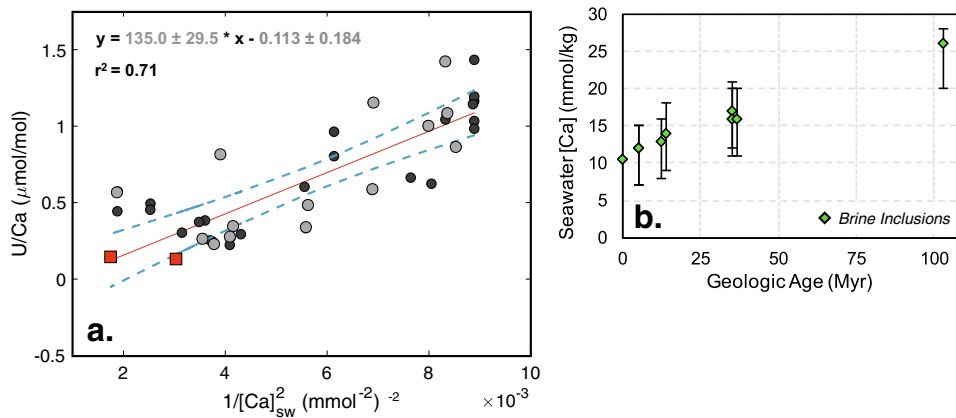 y = 135.0 ± 29.5 * x - 0.113 ± 0.184
r² = 0.71
1.5
1
0.5
0
-0.5
U/Ca (μmol/mol)
a.
2 4 6 8 10
1/[Ca]²sw (mmol⁻²) ⁻² ×10⁻³
30
25
20
15
10
5
0
Seawater [Ca] (mmol/kg)
b.
Brine Inclusions
0 25 50 75 100
Geologic Age (Myr)